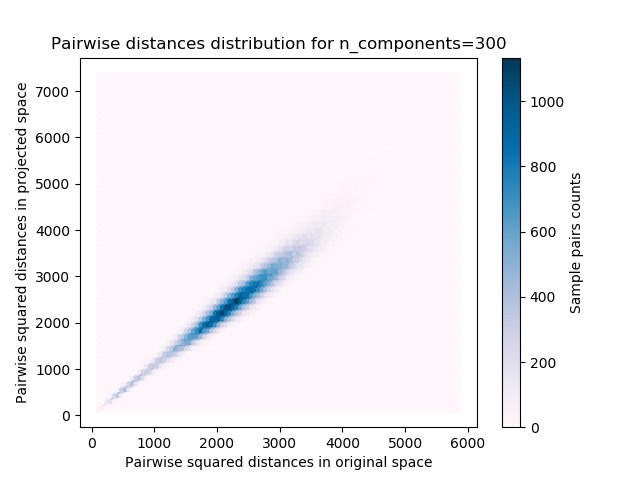 Pairwise distances distribution for n_components=300
Pairwise squared distances in projected space
7000
6000
5000
4000
3000
2000
1000
0
0 1000 2000 3000 4000 5000 6000
Pairwise squared distances in original space
1000
800
600
400
200
0
Sample pairs counts